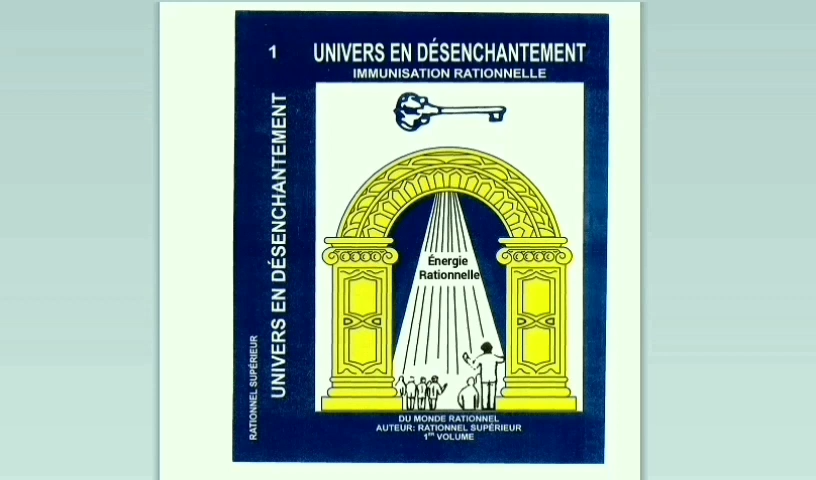 1
UNIVERS EN DÉSENCHANTEMENT
IMMUNISATION RATIONNELLE
UNIVERS EN DÉSENCHANTEMENT
RATIONNEL SUPÉRIEUR
Énergie
Rationnelle
DU MONDE RATIONNEL
AUTEUR: RATIONNEL SUPÉRIEUR
1ER VOLUME